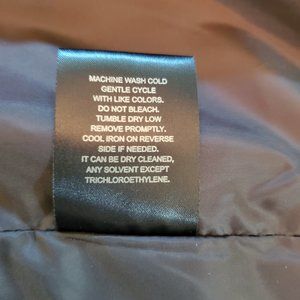 MACHINE WASH COLD
GENTLE CYCLE
WITH LIKE COLORS.
DO NOT BLEACH.
TUMBLE DRY LOW
REMOVE PROMPTLY.
COOL IRON ON REVERSE
SIDE IF NEEDED.
IT CAN BE DRY CLEANED,
ANY SOLVENT EXCEPT
TRICHLOROETHYLENE.